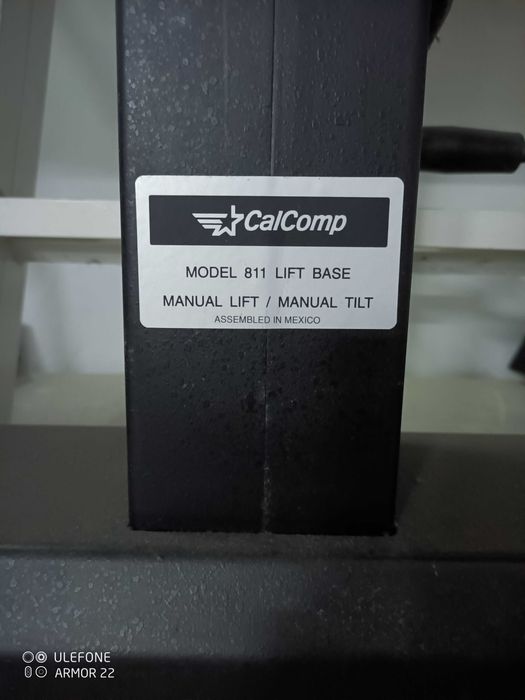 CalComp
MODEL 811 LIFT BASE
MANUAL LIFT / MANUAL TILT
ASSEMBLED IN MEXICO
ULEFONE
ARMOR 22